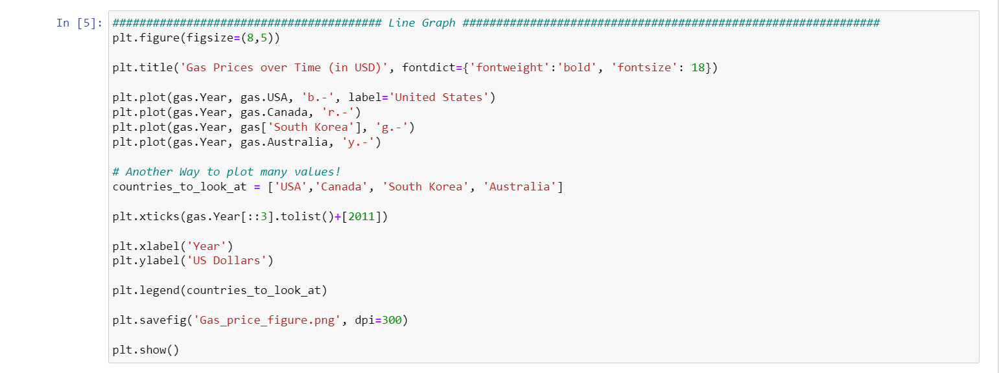 In [5]: ######################################## Line Graph ##############################################################
plt.figure(figsize=(8,5))
plt.title('Gas Prices over Time (in USD)', fontdict={'fontweight':'bold', 'fontsize': 18})
plt.plot(gas.Year, gas.USA, 'b.-', label='United States')
plt.plot(gas.Year, gas.Canada, 'r.-')
plt.plot(gas.Year, gas['South Korea'], 'g.-')
plt.plot(gas.Year, gas.Australia, 'y.-')
# Another Way to plot many values!
countries_to_look_at = ['USA','Canada', 'South Korea', 'Australia']
plt.xticks(gas.Year[::3].tolist()+[2011])
plt.xlabel('Year')
plt.ylabel('US Dollars')
plt.legend(countries_to_look_at)
plt.savefig('Gas_price_figure.png', dpi=300)
plt.show()